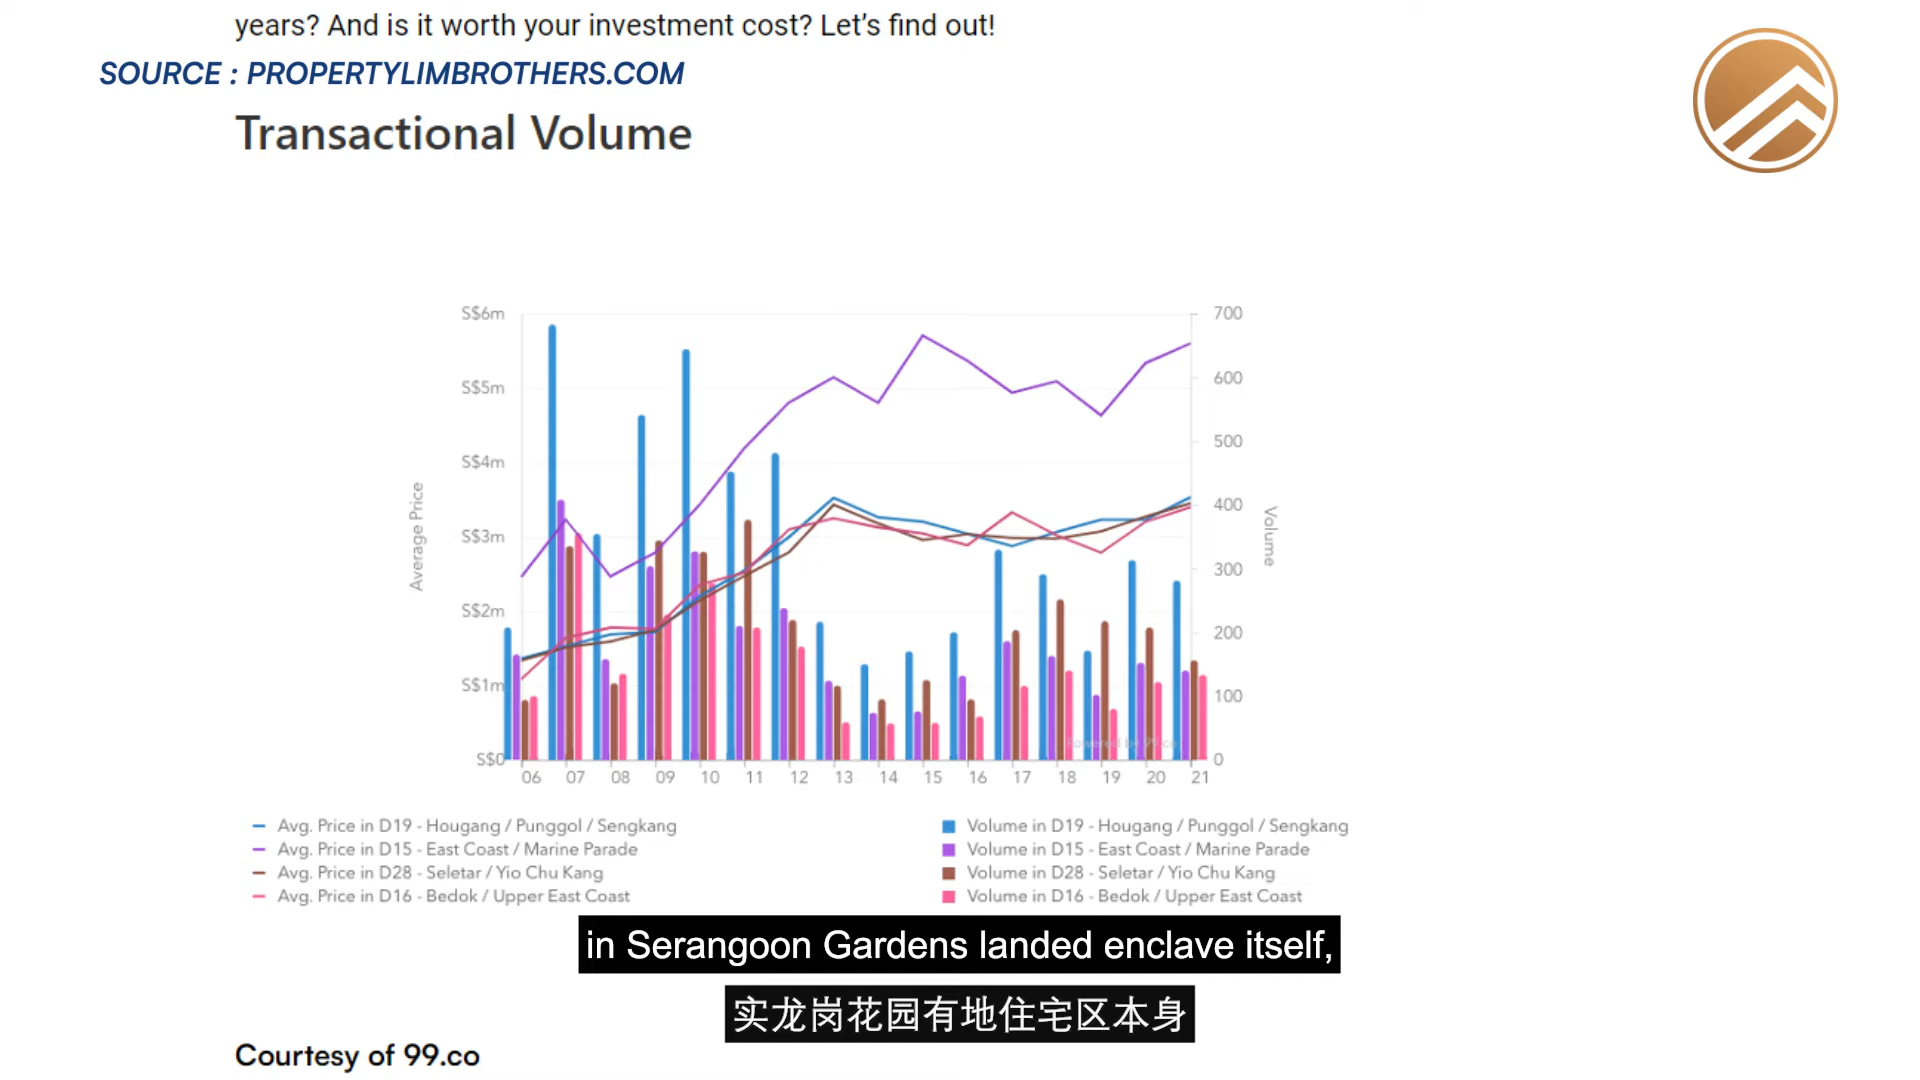 years? And is it worth your investment cost? Let's find out!
SOURCE : PROPERTYLIMBROTHERS.COM
Transactional Volume
S$6m
S$5m
S$4m
S$3m
S$2m
S$1m
S$0
Average Price
700
600
500
400
300
200
100
0
Volume
Powered by 99.co
06 07 08 09 10 11 12 13 14 15 16 17 18 19 20 21
Avg. Price in D19 - Hougang / Punggol / Sengkang
Avg. Price in D15 - East Coast / Marine Parade
Avg. Price in D28 - Seletar / Yio Chu Kang
Avg. Price in D16 - Bedok / Upper East Coast
Volume in D19 - Hougang / Punggol / Sengkang
Volume in D15 - East Coast / Marine Parade
Volume in D28 - Seletar / Yio Chu Kang
Volume in D16 - Bedok / Upper East Coast
in Serangoon Gardens landed enclave itself,
实龙岗花园有地住宅区本身
Courtesy of 99.co